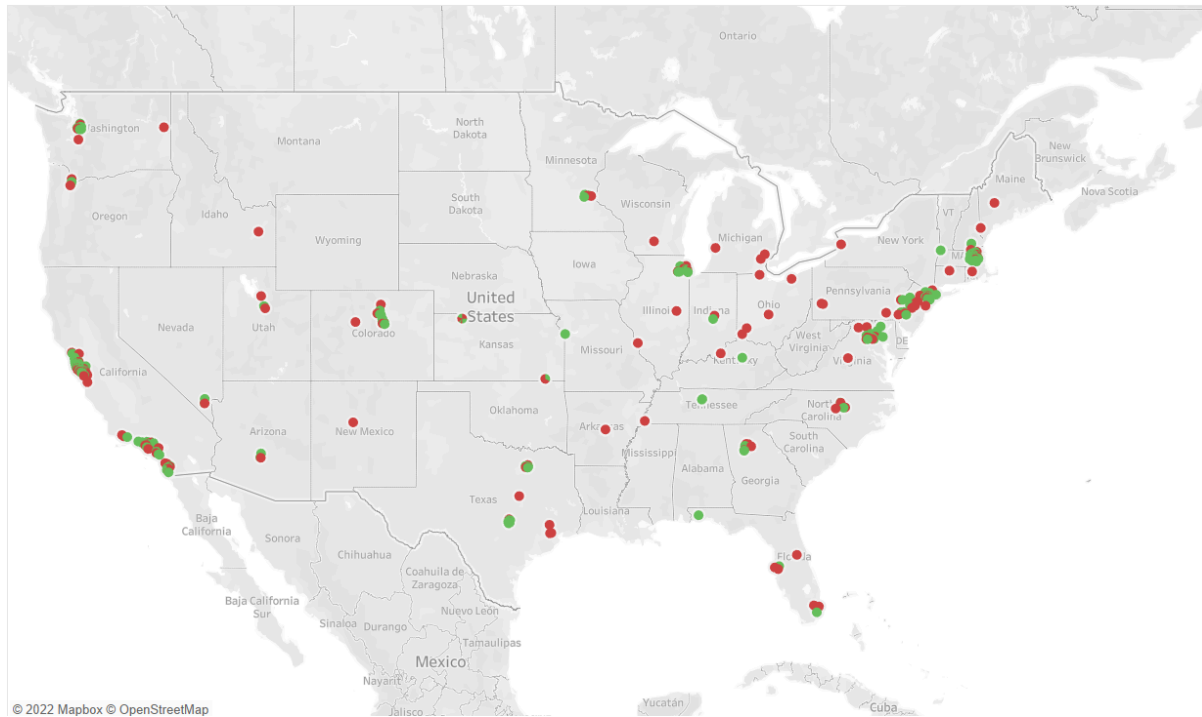 Ontario
Washington
Montana
North
Dakota
Minnesota
New
Brunswick
Maine
Nova Scotia
Oregon
Idaho
South
Dakota
Wisconsin
VT
Wyoming
Michigan
New York
MA
Nebraska
Iowa
United
States
Nevada
Utah
Colorado
Illinois
Indiana
Ohio
Pennsylvania
Kansas
Missouri
West
Virginia
DE
Virginia
Kentucky
California
Arizona
New Mexico
Oklahoma
Arkansas
Tennessee
North
Carolina
South
Carolina
Mississippi
Alabama
Georgia
Texas
Louisiana
Baja
California
Sonora
Chihuahua
Florida
Coahuila de
Zaragoza
Baja California
Sur
Sinaloa
Durango
Nuevo León
Tamaulipas
Mexico
Nayarit
Jalisco
Yucatán
Cuba
© 2022 Mapbox © OpenStreetMap